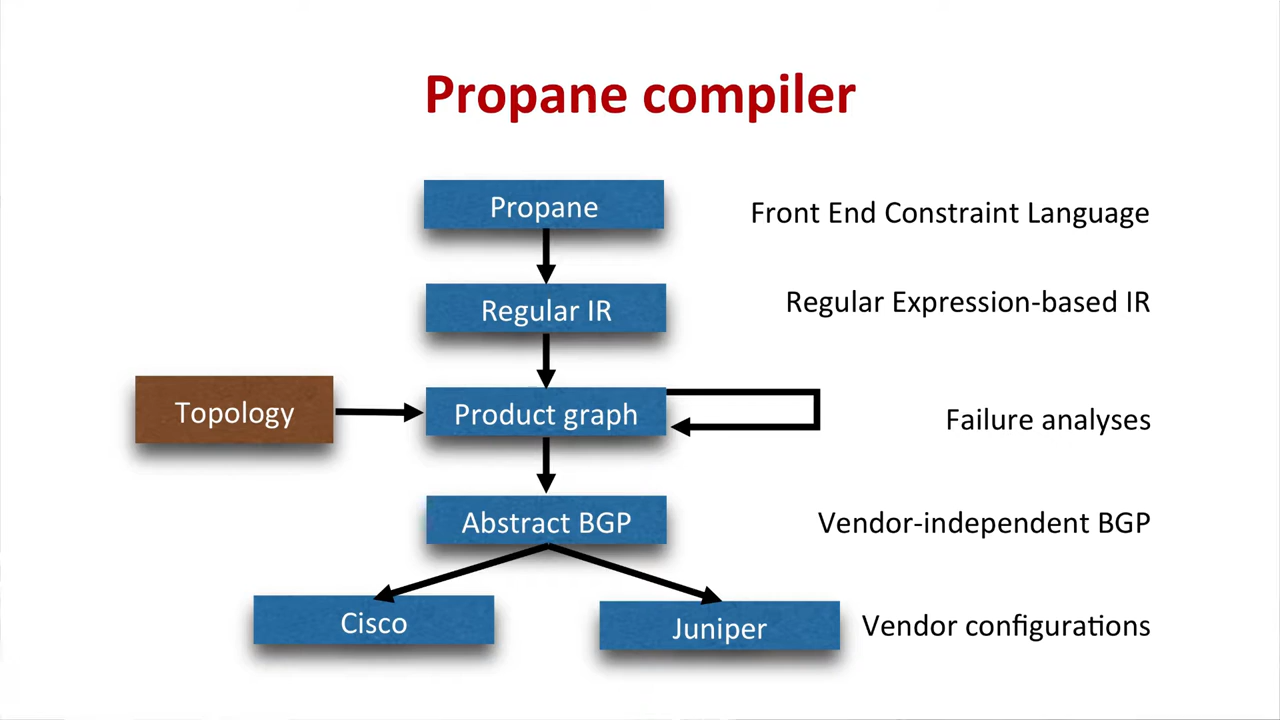 Propane compiler
Propane
Front End Constraint Language
Regular IR
Regular Expression-based IR
Topology
Product graph
Failure analyses
Abstract BGP
Vendor-independent BGP
Cisco
Juniper
Vendor configurations